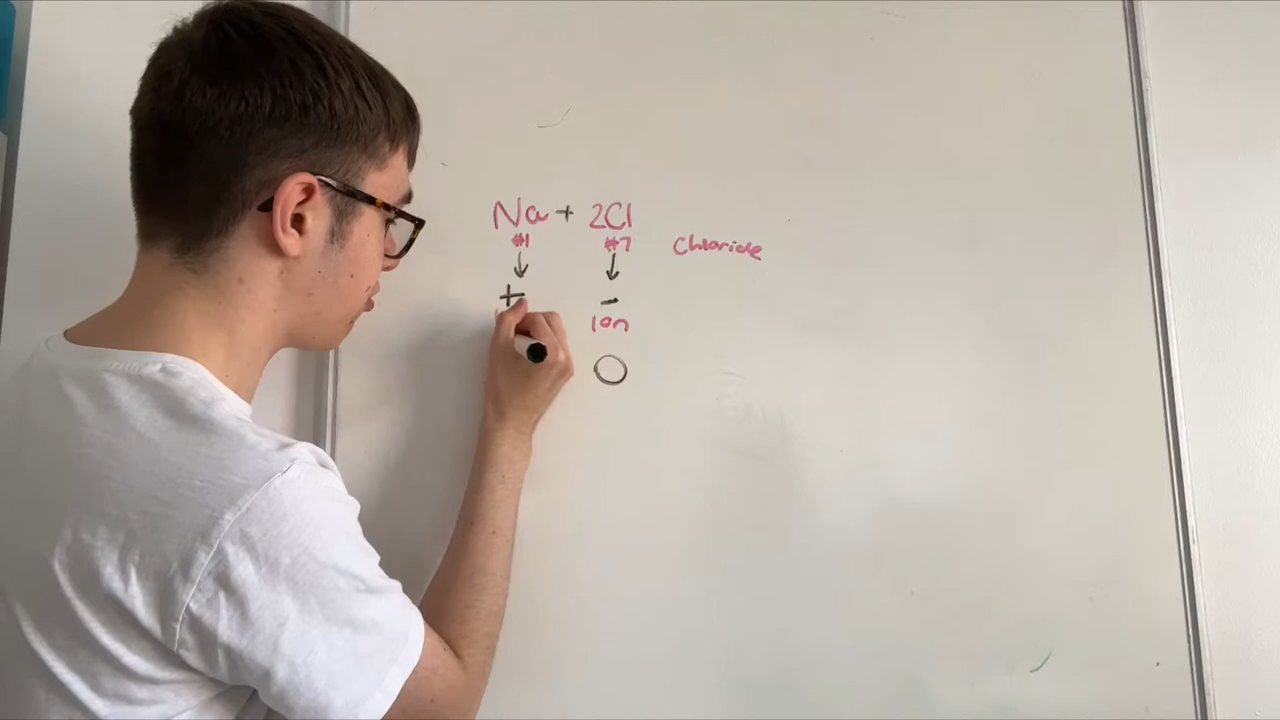 Na + 2Cl
#1 #7 Chloride
↓ ↓
+ -
Ion